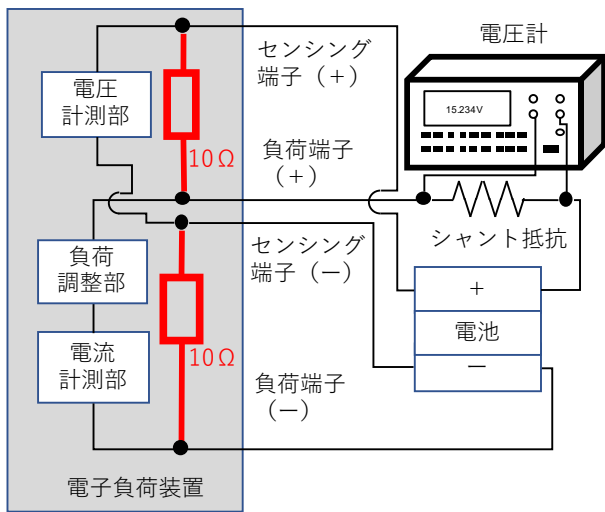 センシング
端子（+）
電圧計
電圧
計測部
15.234V
10Ω
負荷端子
（+）
シャント抵抗
センシング
端子（—）
負荷
調整部
+
電池
—
電流
計測部
10Ω
負荷端子
（—）
電子負荷装置